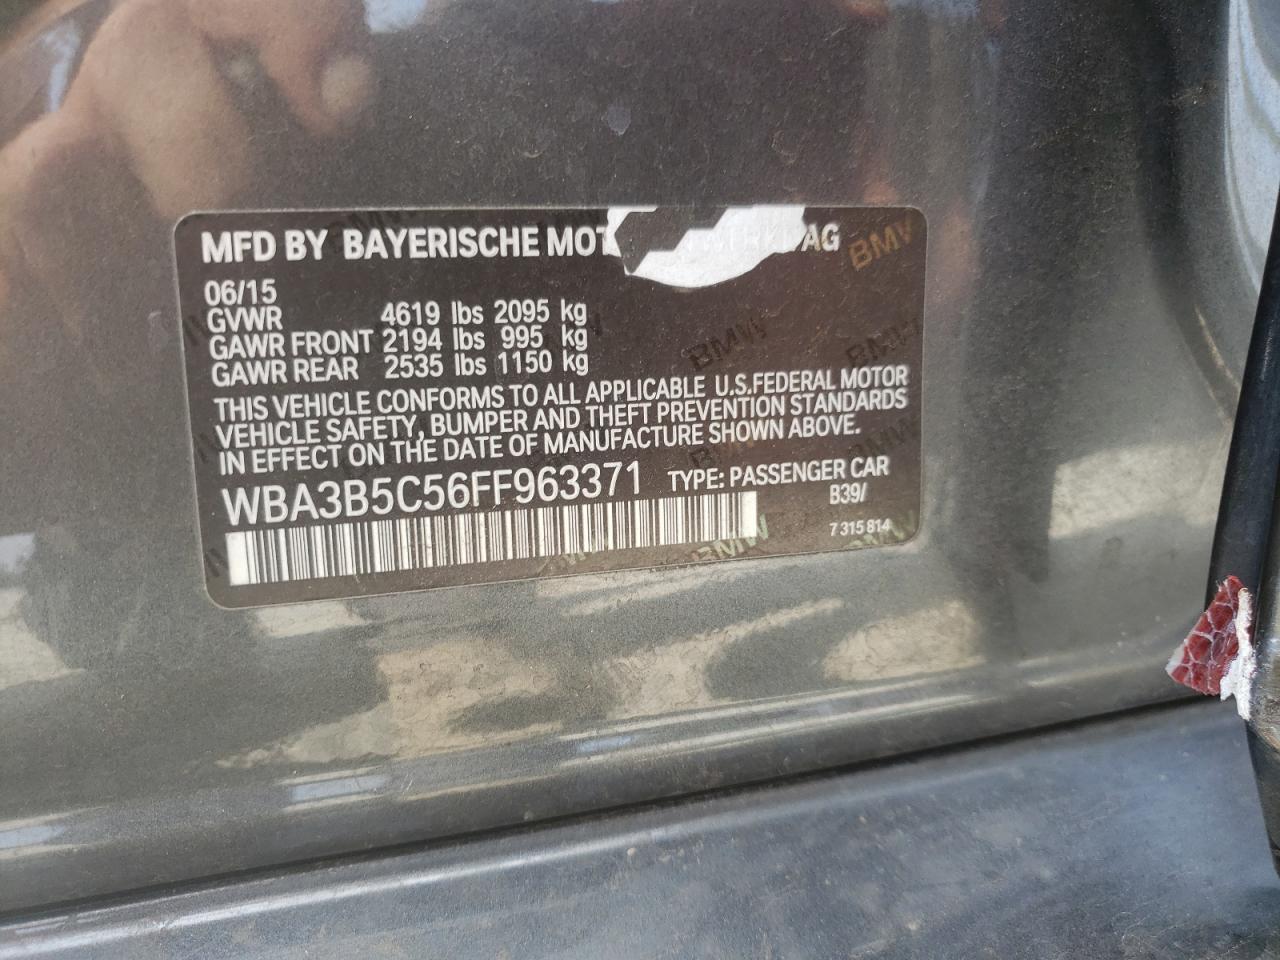 MFD BY BAYERISCHE MOT AG
06/15
GVWR 4619 lbs 2095 kg
GAWR FRONT 2194 lbs 995 kg
GAWR REAR 2535 lbs 1150 kg
THIS VEHICLE CONFORMS TO ALL APPLICABLE U.S.FEDERAL MOTOR
VEHICLE SAFETY, BUMPER AND THEFT PREVENTION STANDARDS
IN EFFECT ON THE DATE OF MANUFACTURE SHOWN ABOVE.
WBA3B5C56FF963371 TYPE: PASSENGER CAR
B39/
7 315 814
BMW
BMW
BMW
BMW